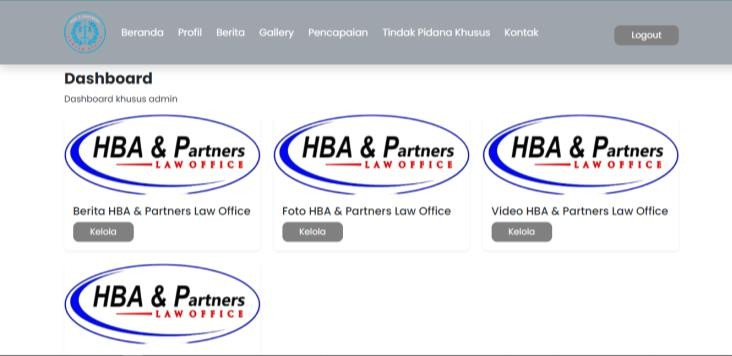 Beranda Profil Berita Gallery Pencapaian Tindak Pidana Khusus Kontak Logout
Dashboard
Dashboard khusus admin
HBA & Partners HBA & Partners HBA & Partners
LAW OFFICE LAW OFFICE LAW OFFICE
Berita HBA & Partners Law Office Foto HBA & Partners Law Office Video HBA & Partners Law Office
Kelola Kelola Kelola
HBA & Partners
LAW OFFICE